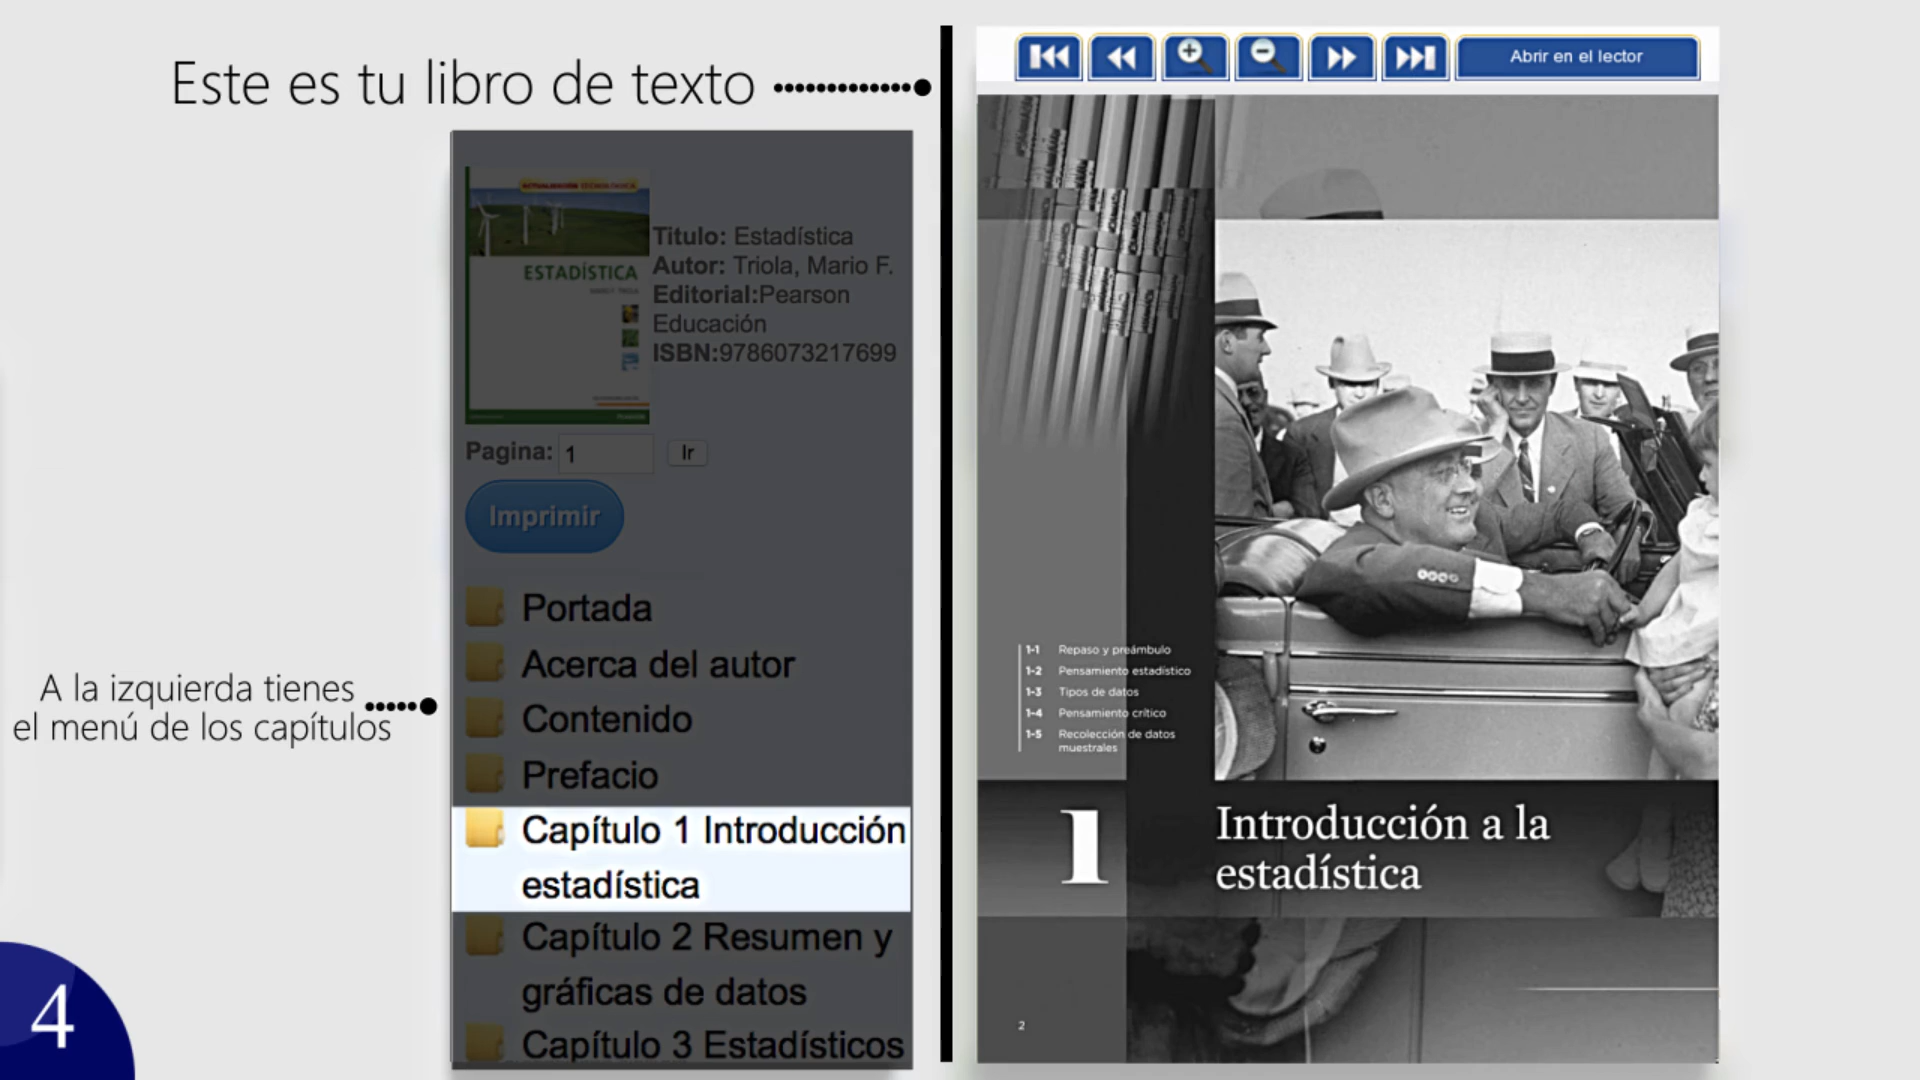 Este es tu libro de texto
Abrir en el lector
ACTUALIZACIÓN TECNOLÓGICA
ESTADÍSTICA
Titulo: Estadística
Autor: Triola, Mario F.
Editorial:Pearson
Educación
ISBN:9786073217699
Pagina: 1 Ir
Imprimir
Portada
Acerca del autor
Contenido
Prefacio
Capítulo 1 Introducción
estadística
Capítulo 2 Resumen y
gráficas de datos
Capítulo 3 Estadísticos
A la izquierda tienes
el menú de los capítulos
4
1-1 Repaso y preámbulo
1-2 Pensamiento estadístico
1-3 Tipos de datos
1-4 Pensamiento crítico
1-5 Recolección de datos
muestrales
1
Introducción a la
estadística
2